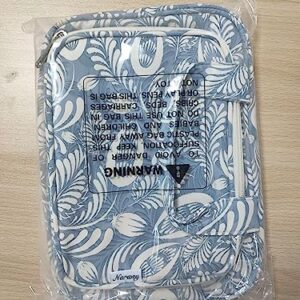 WARNING
TO AVOID DANGER OF
SUFFOCATION KEEP THIS
PLASTIC BAG AWAY FROM
BABIES AND CHILDREN.
DO NOT USE THIS BAG IN
CRIBS, BEDS, CARRIAGES
OR PLAY PENS. THIS BAG IS
NOT TOY
Narwey